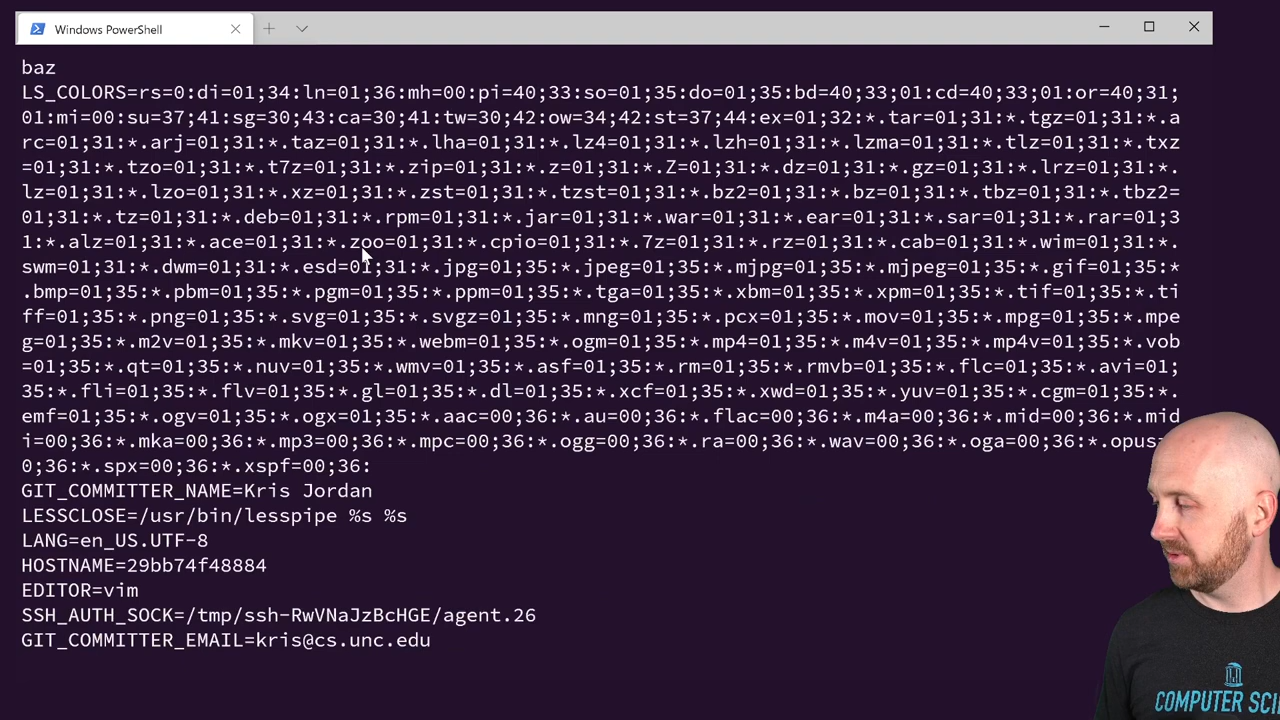 Windows PowerShell
baz
LS_COLORS=rs=0:di=01;34:ln=01;36:mh=00:pi=40;33:so=01;35:do=01;35:bd=40;33;01:cd=40;33;01:or=40;31;
01:mi=00:su=37;41:sg=30;43:ca=30;41:tw=30;42:ow=34;42:st=37;44:ex=01;32:*.tar=01;31:*.tgz=01;31:*.a
rc=01;31:*.arj=01;31:*.taz=01;31:*.lha=01;31:*.lz4=01;31:*.lzh=01;31:*.lzma=01;31:*.tlz=01;31:*.txz
=01;31:*.tzo=01;31:*.t7z=01;31:*.zip=01;31:*.z=01;31:*.Z=01;31:*.dz=01;31:*.gz=01;31:*.lrz=01;31:*.
lz=01;31:*.lzo=01;31:*.xz=01;31:*.zst=01;31:*.tzst=01;31:*.bz2=01;31:*.bz=01;31:*.tbz=01;31:*.tbz2=
01;31:*.tz=01;31:*.deb=01;31:*.rpm=01;31:*.jar=01;31:*.war=01;31:*.ear=01;31:*.sar=01;31:*.rar=01;3
1:*.alz=01;31:*.ace=01;31:*.zoo=01;31:*.cpio=01;31:*.7z=01;31:*.rz=01;31:*.cab=01;31:*.wim=01;31:*.
swm=01;31:*.dwm=01;31:*.esd=01;31:*.jpg=01;35:*.jpeg=01;35:*.mjpg=01;35:*.mjpeg=01;35:*.gif=01;35:*
.bmp=01;35:*.pbm=01;35:*.pgm=01;35:*.ppm=01;35:*.tga=01;35:*.xbm=01;35:*.xpm=01;35:*.tif=01;35:*.ti
ff=01;35:*.png=01;35:*.svg=01;35:*.svgz=01;35:*.mng=01;35:*.pcx=01;35:*.mov=01;35:*.mpg=01;35:*.mpe
g=01;35:*.m2v=01;35:*.mkv=01;35:*.webm=01;35:*.ogm=01;35:*.mp4=01;35:*.m4v=01;35:*.mp4v=01;35:*.vob
=01;35:*.qt=01;35:*.nuv=01;35:*.wmv=01;35:*.asf=01;35:*.rm=01;35:*.rmvb=01;35:*.flc=01;35:*.avi=01;
35:*.fli=01;35:*.flv=01;35:*.gl=01;35:*.dl=01;35:*.xcf=01;35:*.xwd=01;35:*.yuv=01;35:*.cgm=01;35:*.
emf=01;35:*.ogv=01;35:*.ogx=01;35:*.aac=00;36:*.au=00;36:*.flac=00;36:*.m4a=00;36:*.mid=00;36:*.mid
i=00;36:*.mka=00;36:*.mp3=00;36:*.mpc=00;36:*.ogg=00;36:*.ra=00;36:*.wav=00;36:*.oga=00;36:*.opus=
0;36:*.spx=00;36:*.xspf=00;36:
GIT_COMMITTER_NAME=Kris Jordan
LESSCLOSE=/usr/bin/lesspipe %s %s
LANG=en_US.UTF-8
HOSTNAME=29bb74f48884
EDITOR=vim
SSH_AUTH_SOCK=/tmp/ssh-RwVNaJzBcHGE/agent.26
GIT_COMMITTER_EMAIL=kris@cs.unc.edu
COMPUTER SCI